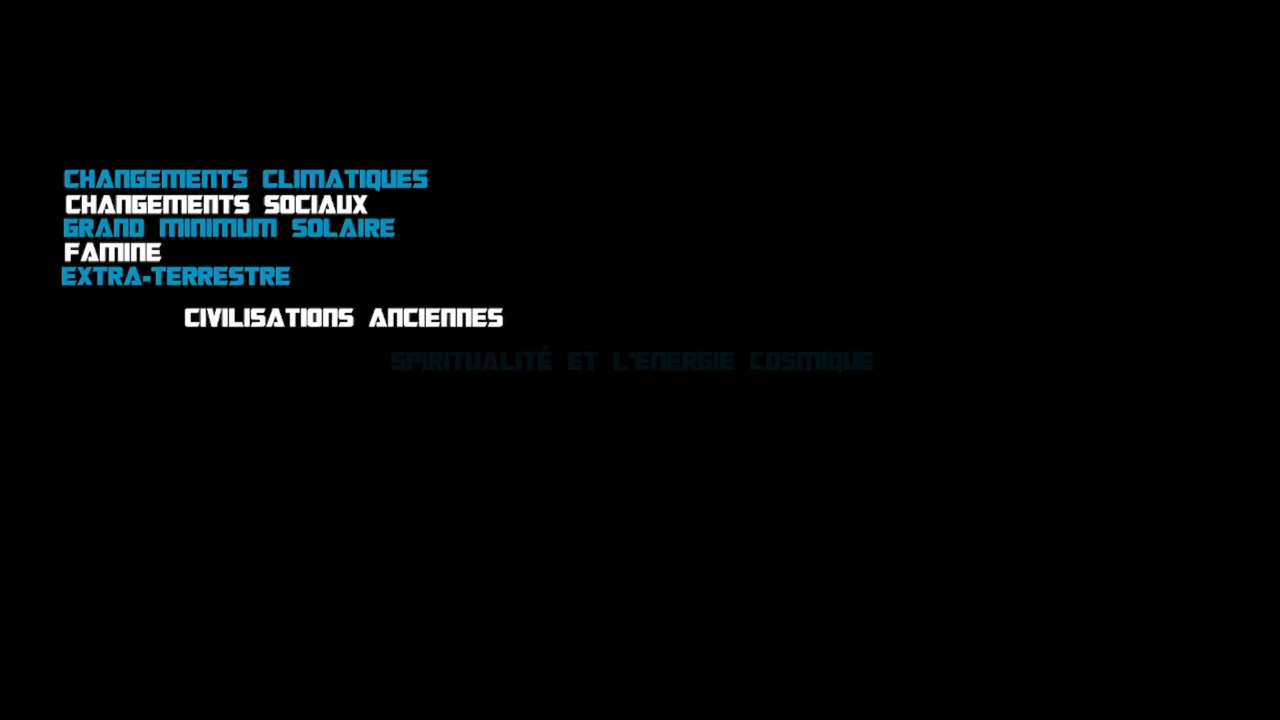 CHANGEMENTS CLIMATIQUES
CHANGEMENTS SOCIAUX
GRAND MINIMUM SOLAIRE
FAMINE
EXTRA-TERRESTRE
CIVILISATIONS ANCIENNES
SPIRITUALITÉ ET L'ENERGIE COSMIQUE